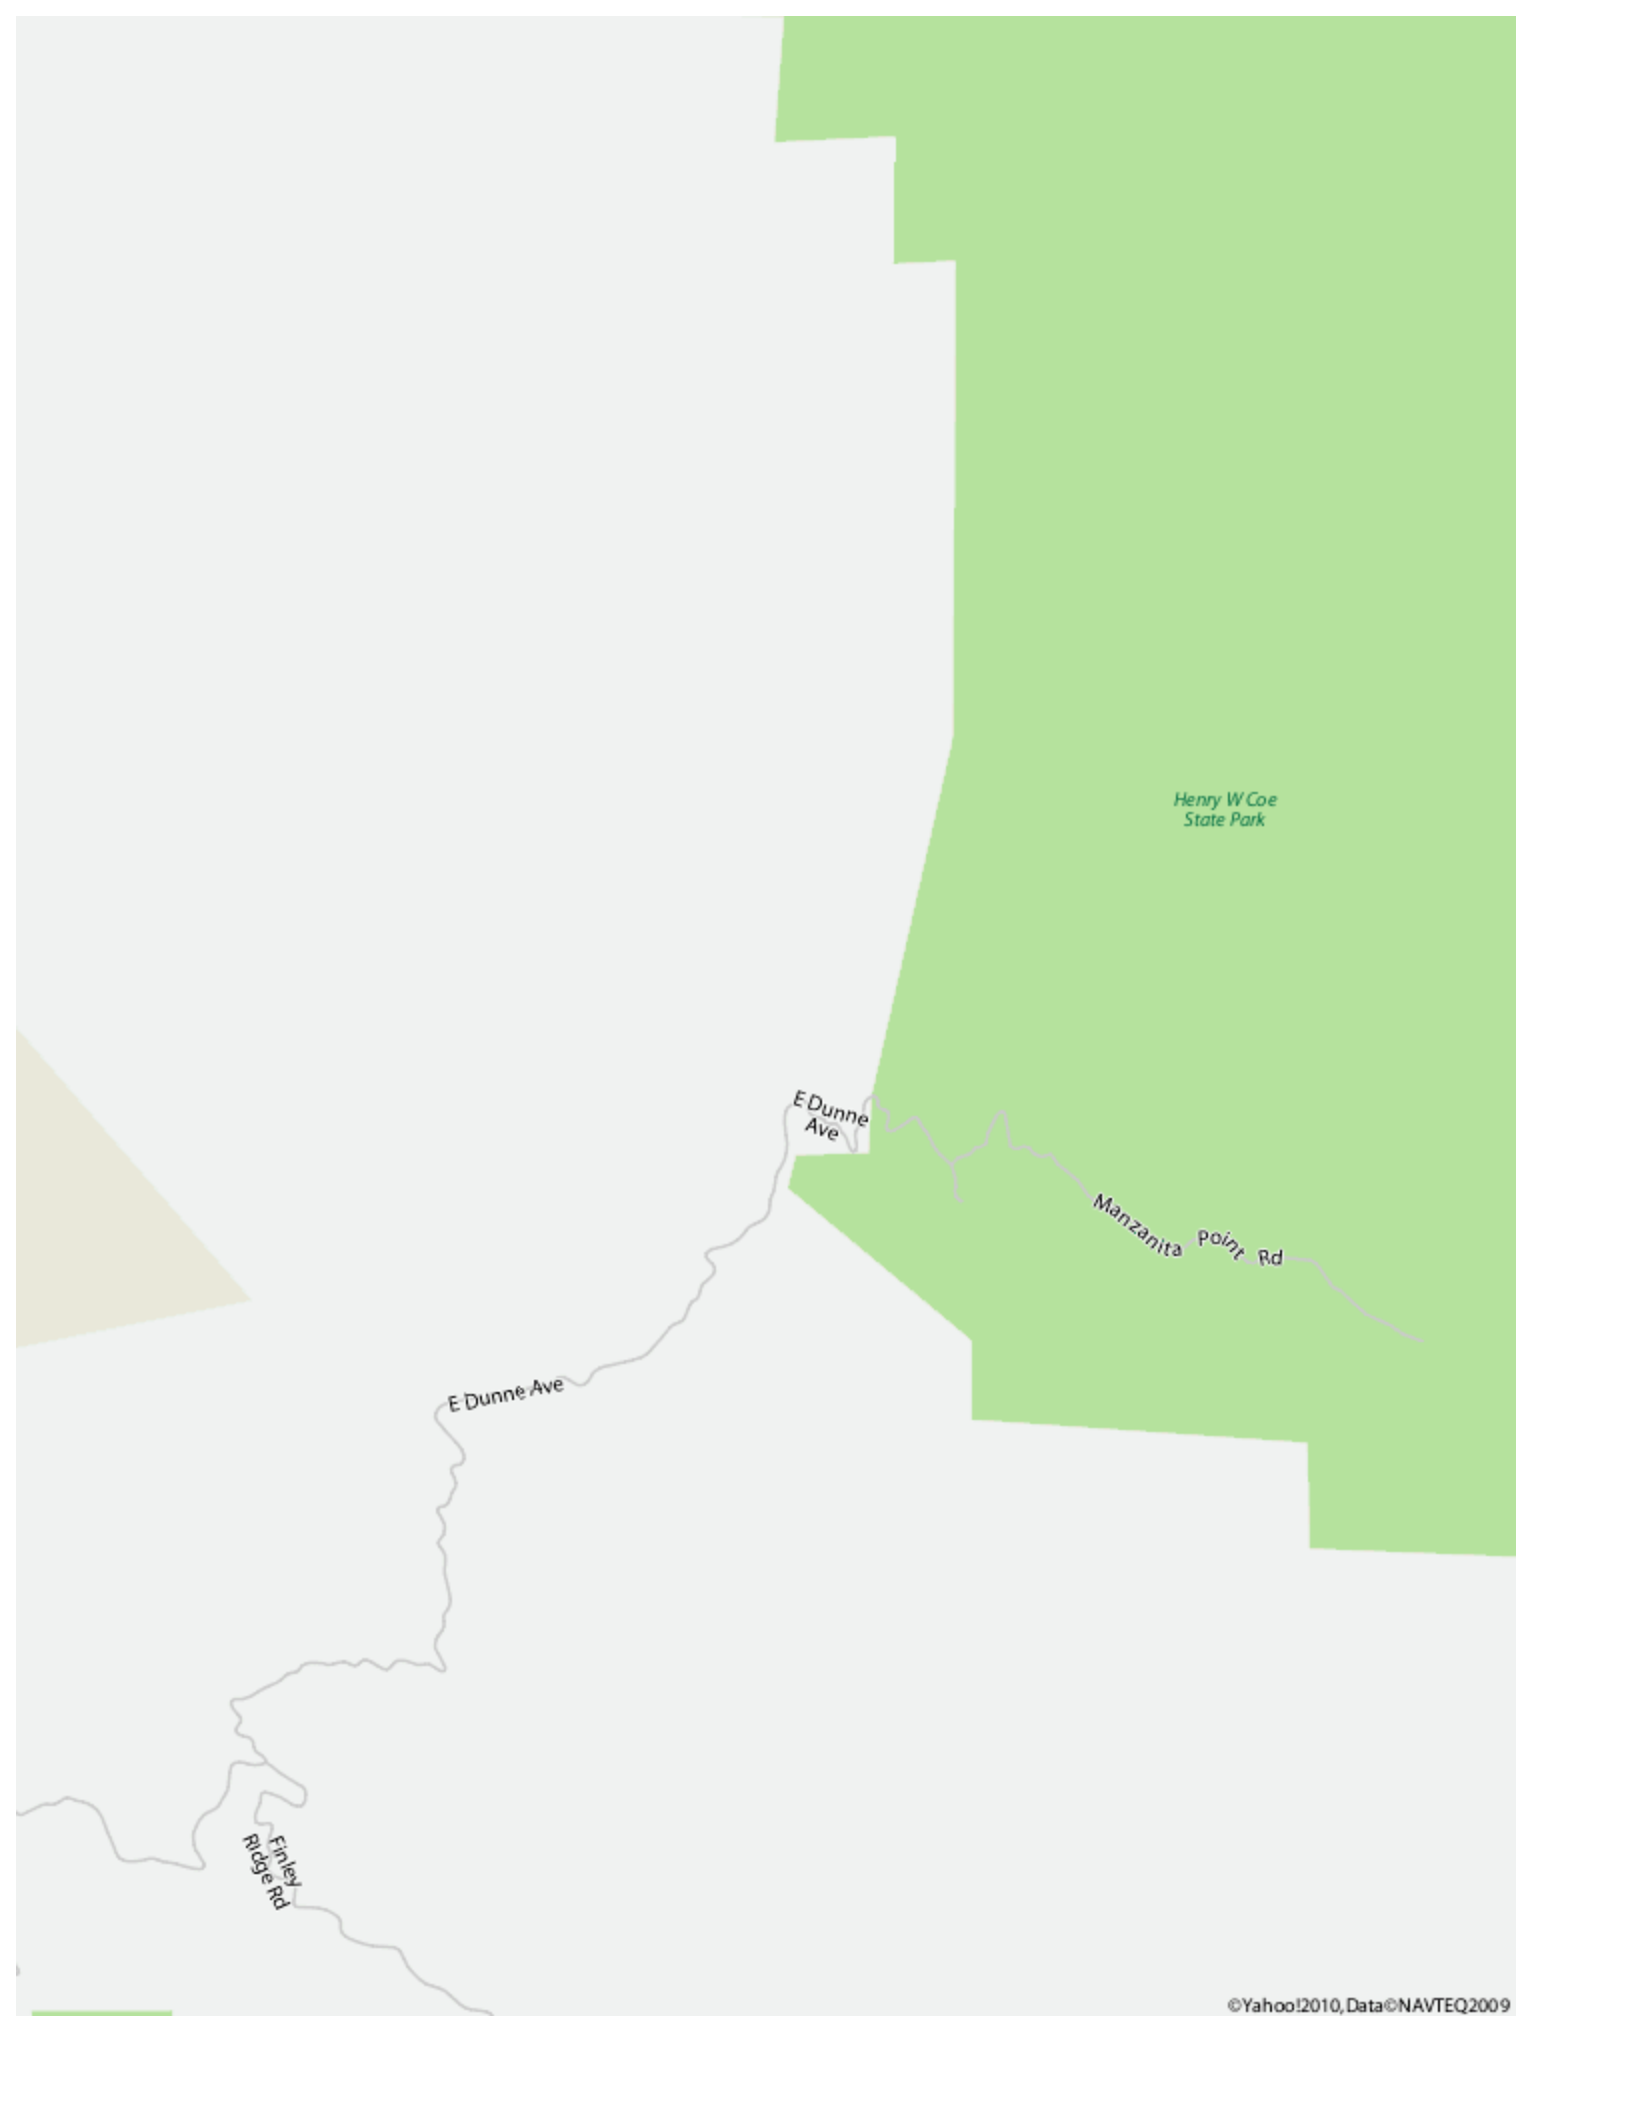 Henry W Coe
State Park
E Dunne
Ave
Manzanita Point Rd
E Dunne Ave
Finley
Ridge Rd
©Yahoo!2010,Data©NAVTEQ2009